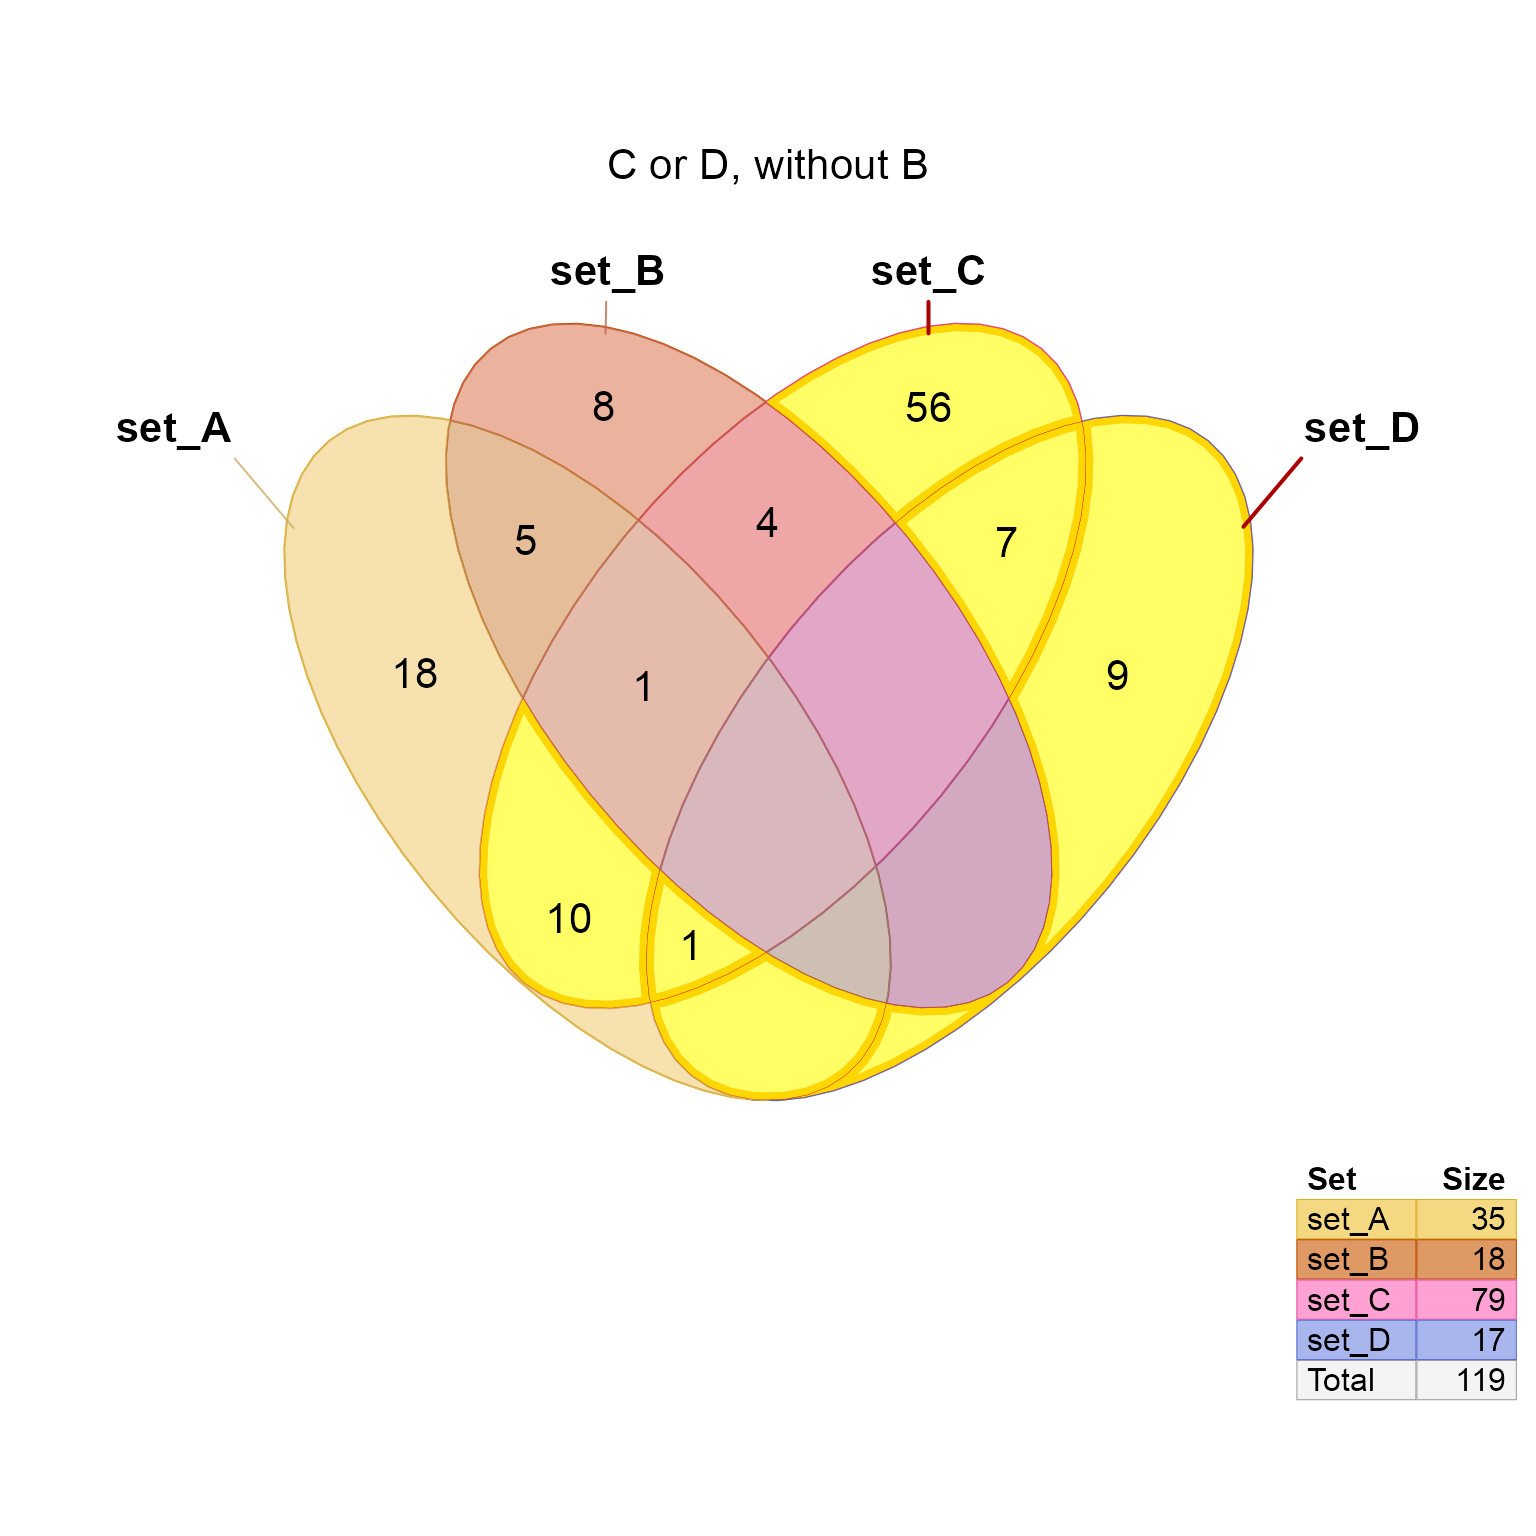 C or D, without B
set_B
set_C
set_A
set_D
8
56
5
4
7
18
1
9
10
1
Set Size
set_A 35
set_B 18
set_C 79
set_D 17
Total 119